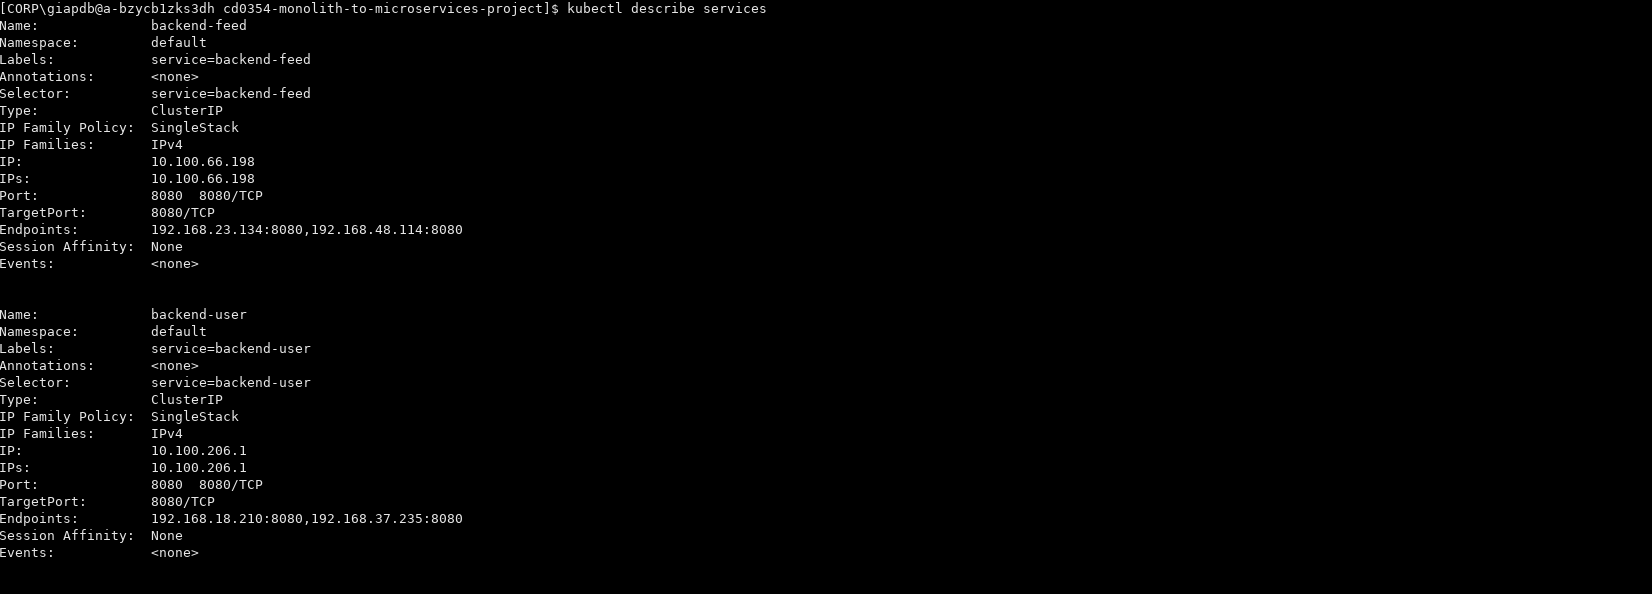 [CORP\giapdb@a-bzycb1zks3dh cd0354-monolith-to-microservices-project]$ kubectl describe services
Name:              backend-feed
Namespace:         default
Labels:            service=backend-feed
Annotations:       <none>
Selector:          service=backend-feed
Type:              ClusterIP
IP Family Policy:  SingleStack
IP Families:       IPv4
IP:                10.100.66.198
IPs:               10.100.66.198
Port:              8080  8080/TCP
TargetPort:        8080/TCP
Endpoints:         192.168.23.134:8080,192.168.48.114:8080
Session Affinity:  None
Events:            <none>
Name:              backend-user
Namespace:         default
Labels:            service=backend-user
Annotations:       <none>
Selector:          service=backend-user
Type:              ClusterIP
IP Family Policy:  SingleStack
IP Families:       IPv4
IP:                10.100.206.1
IPs:               10.100.206.1
Port:              8080  8080/TCP
TargetPort:        8080/TCP
Endpoints:         192.168.18.210:8080,192.168.37.235:8080
Session Affinity:  None
Events:            <none>